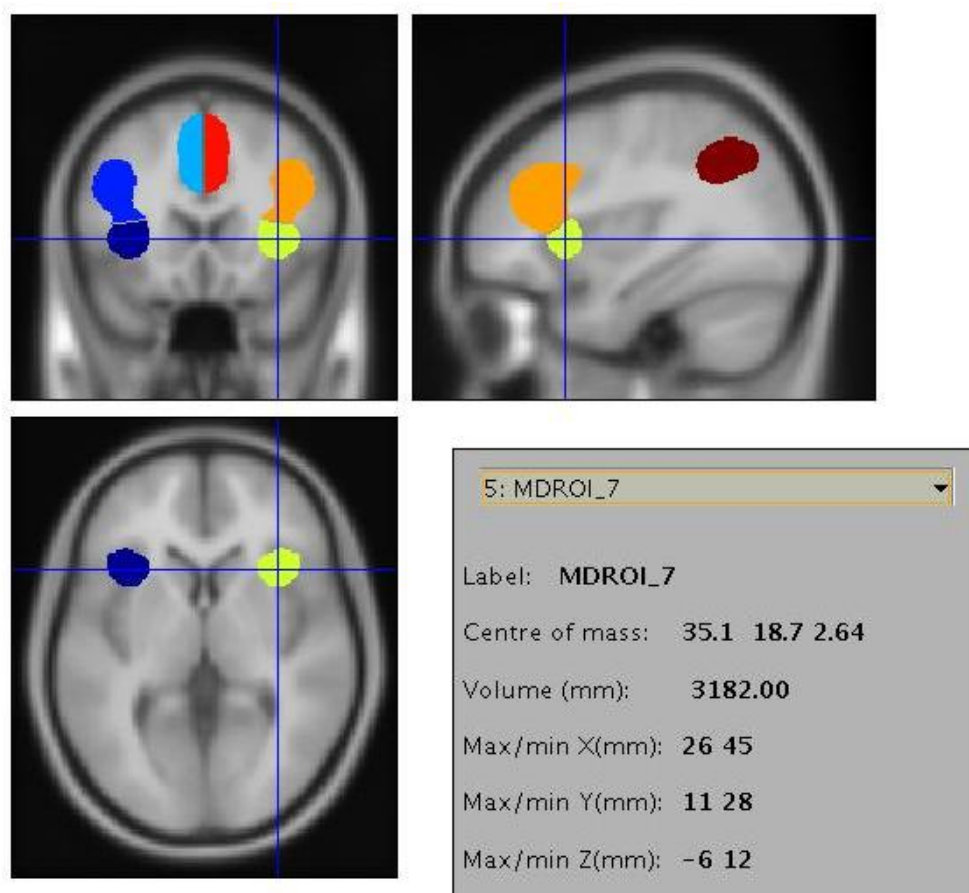 5: MDROI_7
Label: MDROI_7
Centre of mass: 35.1 18.7 2.64
Volume (mm): 3182.00
Max/min X(mm): 26 45
Max/min Y(mm): 11 28
Max/min Z(mm): -6 12